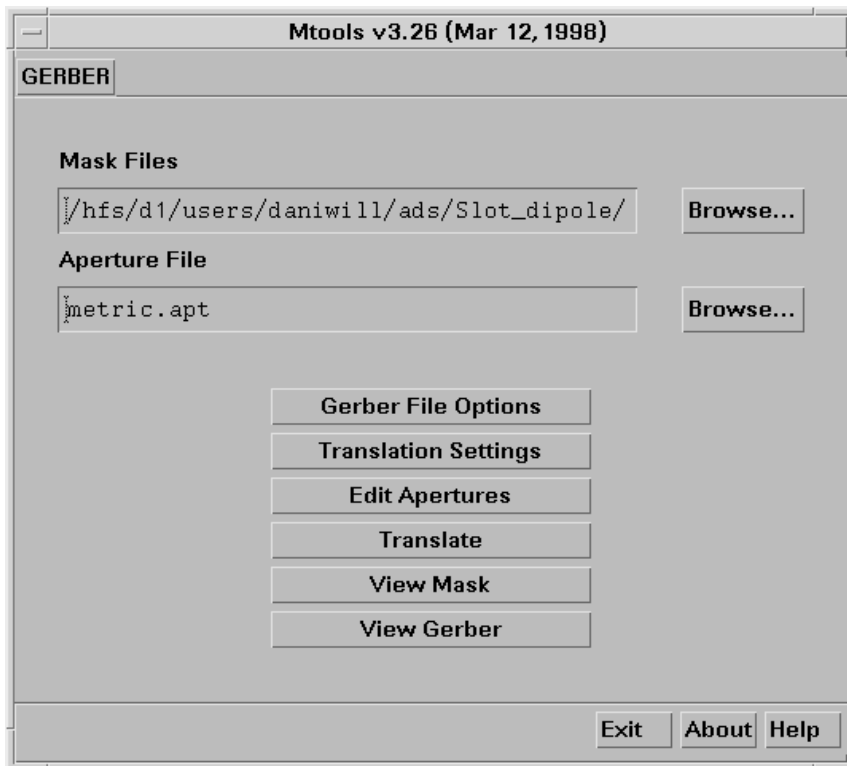 Mtools v3.26 (Mar 12, 1998)
GERBER
Mask Files
/hfs/d1/users/daniwill/ads/Slot_dipole/
Browse...
Aperture File
metric.apt
Browse...
Gerber File Options
Translation Settings
Edit Apertures
Translate
View Mask
View Gerber
Exit About Help